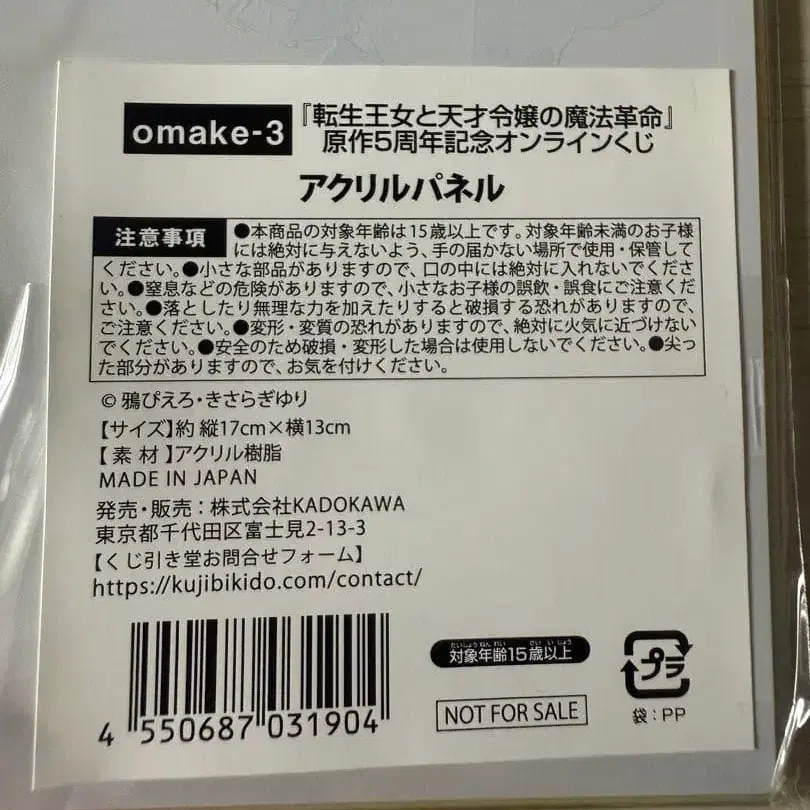 omake-3
『転生王女と天才令嬢の魔法革命』
原作5周年記念オンラインくじ
アクリルパネル
注意事項
●本商品の対象年齢は15歳以上です。対象年齢未満のお子様
には絶対に与えないよう、手の届かない場所で使用・保管して
ください。●小さな部品がありますので、口の中には絶対に入れないでくださ
い。●窒息などの危険がありますので、小さなお子様の誤飲・誤食にご注意くださ
い。●落としたり無理な力を加えたりすると破損する恐れがありますので、
ご注意ください。●変形・変質の恐れがありますので、絶対に火気に近づけない
でください。●安全のため破損・変形した場合は使用しないでください。●尖っ
た部分がありますので、お気を付けください。
© 鴉ぴえろ・きさらぎゆり
【サイズ】約 縦17cm×横13cm
【素 材】アクリル樹脂
MADE IN JAPAN
発売・販売：株式会社KADOKAWA
東京都千代田区富士見2-13-3
【くじ引き堂お問合せフォーム】
https://kujibikido.com/contact/
4 550687 031904
たいしょうねんれい さいいじょう
対象年齢15歳以上
NOT FOR SALE
プラ
袋：PP